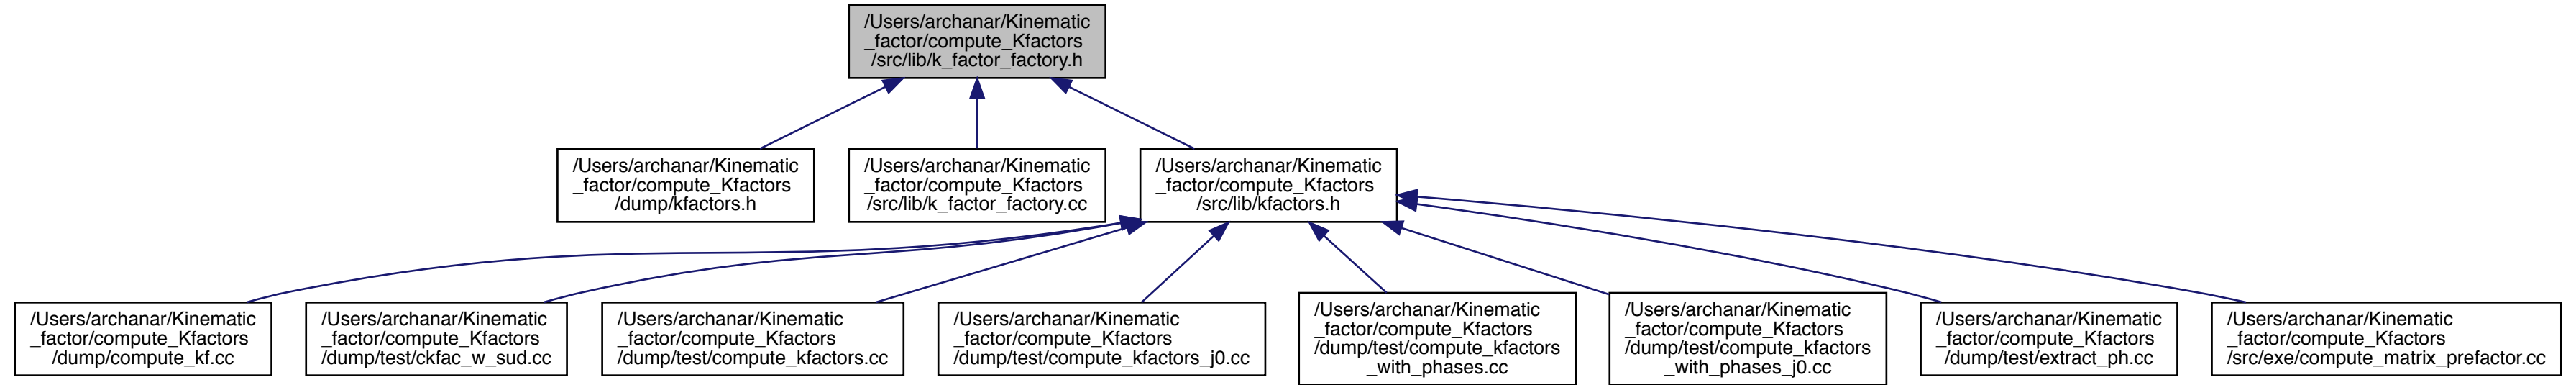 /Users/archanar/Kinematic
_factor/compute_Kfactors
/src/lib/k_factor_factory.h
/Users/archanar/Kinematic
_factor/compute_Kfactors
/dump/kfactors.h
/Users/archanar/Kinematic
_factor/compute_Kfactors
/src/lib/k_factor_factory.cc
/Users/archanar/Kinematic
_factor/compute_Kfactors
/src/lib/kfactors.h
/Users/archanar/Kinematic
_factor/compute_Kfactors
/dump/compute_kf.cc
/Users/archanar/Kinematic
_factor/compute_Kfactors
/dump/test/ckfac_w_sud.cc
/Users/archanar/Kinematic
_factor/compute_Kfactors
/dump/test/compute_kfactors.cc
/Users/archanar/Kinematic
_factor/compute_Kfactors
/dump/test/compute_kfactors_j0.cc
/Users/archanar/Kinematic
_factor/compute_Kfactors
/dump/test/compute_kfactors
_with_phases.cc
/Users/archanar/Kinematic
_factor/compute_Kfactors
/dump/test/compute_kfactors
_with_phases_j0.cc
/Users/archanar/Kinematic
_factor/compute_Kfactors
/dump/test/extract_ph.cc
/Users/archanar/Kinematic
_factor/compute_Kfactors
/src/exe/compute_matrix_prefactor.cc